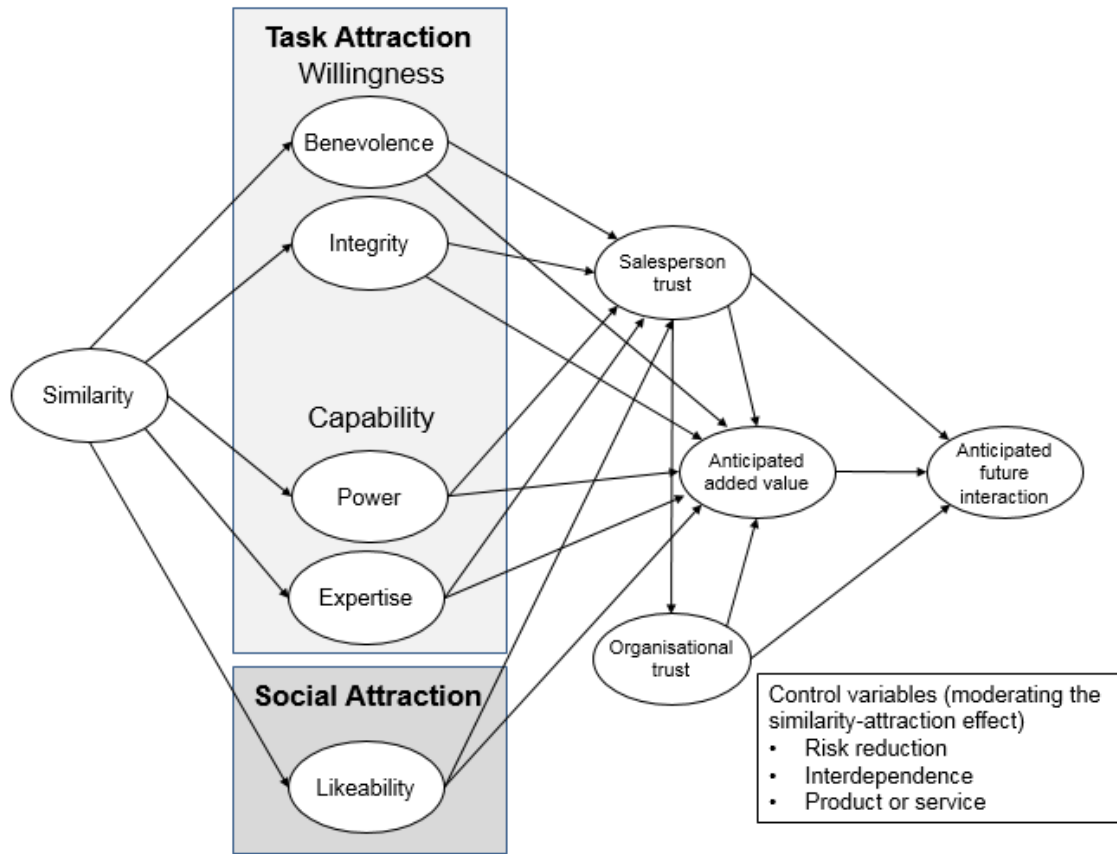 Task Attraction
Willingness
Benevolence
Integrity
Salesperson
trust
Similarity
Capability
Power
Anticipated
added value
Anticipated
future
interaction
Expertise
Organisational
trust
Social Attraction
Likeability
Control variables (moderating the
similarity-attraction effect)
• Risk reduction
• Interdependence
• Product or service